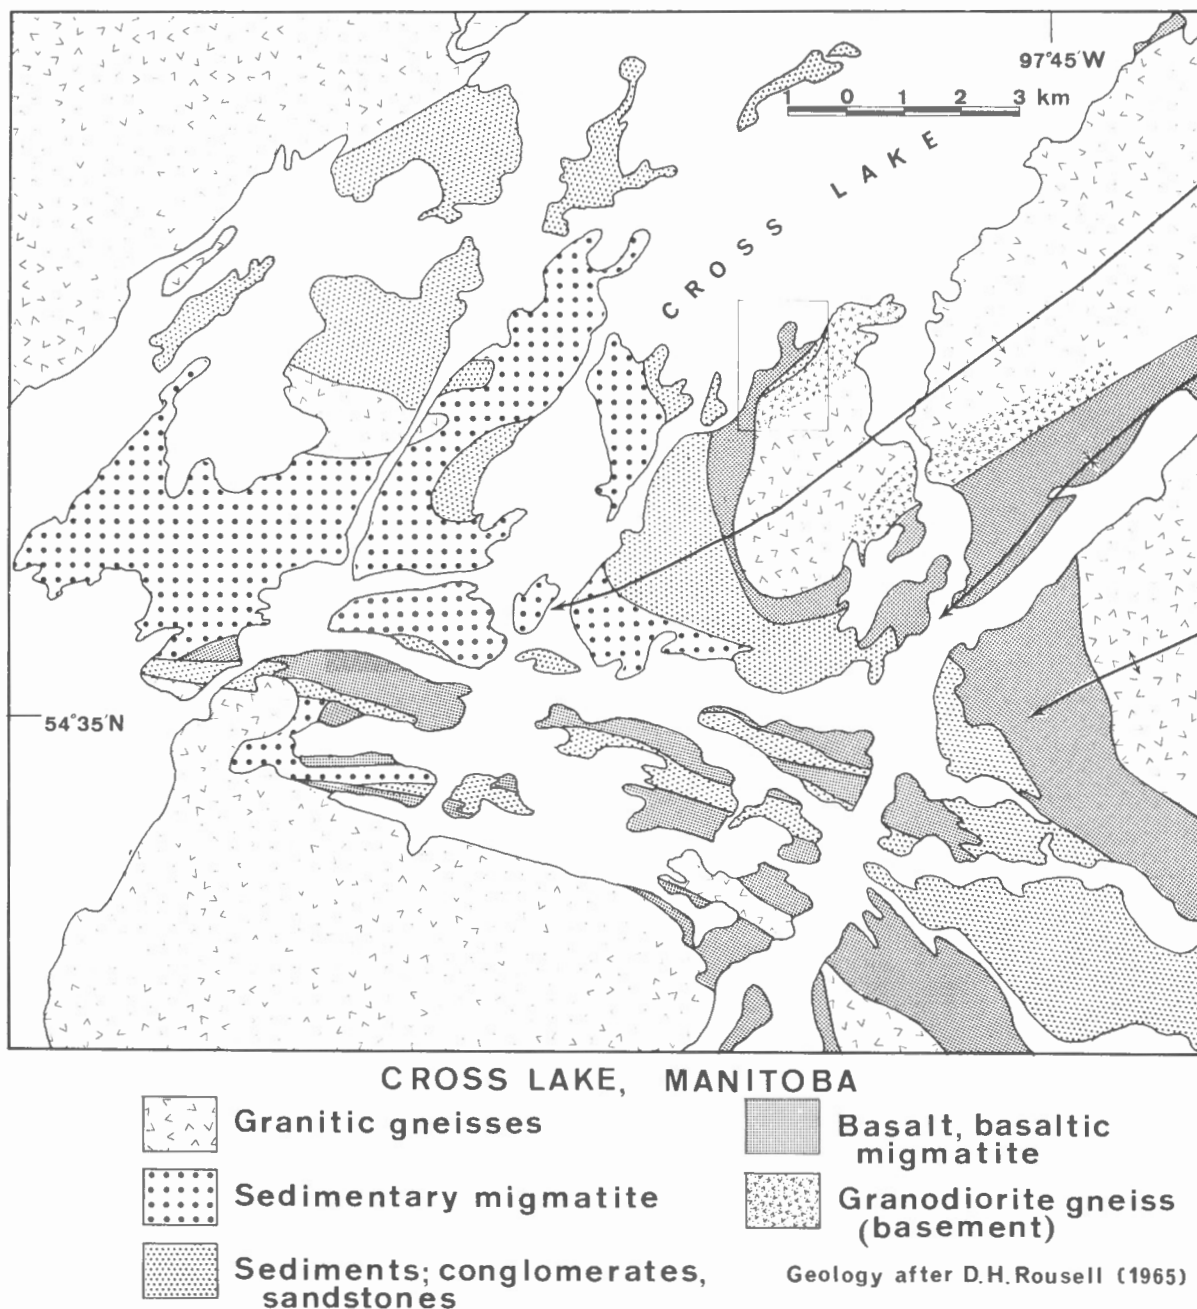 97°45′W
1 0 1 2 3 km
CROSS LAKE
54°35′N
CROSS LAKE, MANITOBA
Granitic gneisses
Sedimentary migmatite
Sediments; conglomerates,
sandstones
Basalt, basaltic
migmatite
Granodiorite gneiss
(basement)
Geology after D.H.Rousell (1965)